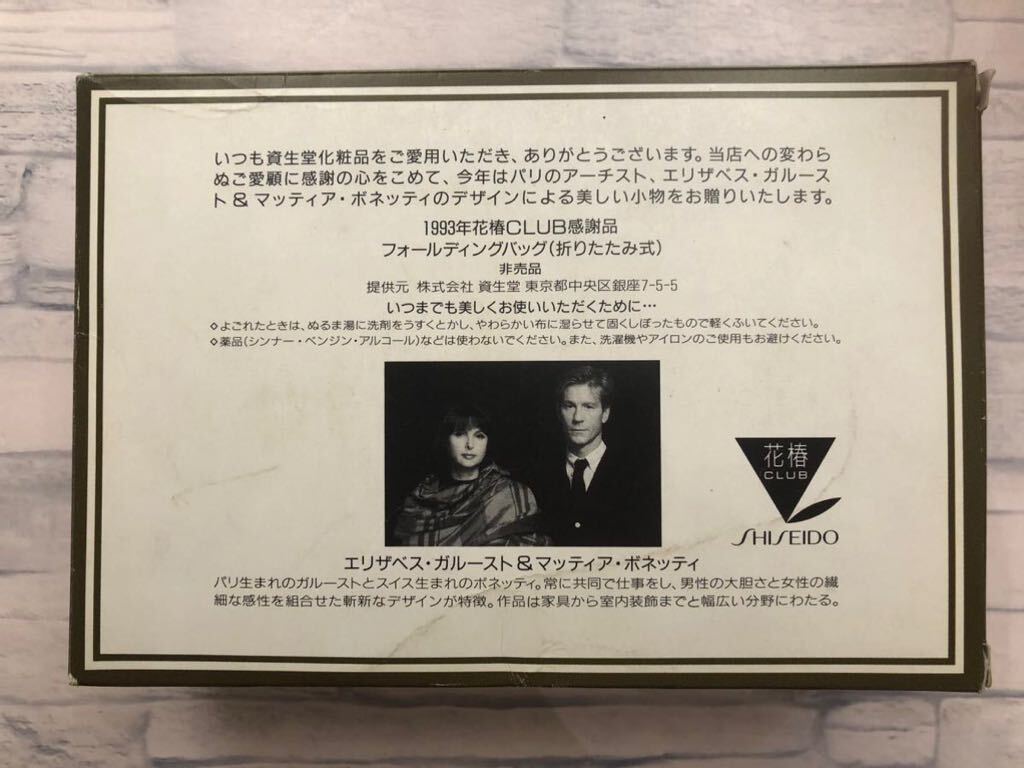 いつも資生堂化粧品をご愛用いただき、ありがとうございます。当店への変わら
ぬご愛顧に感謝の心をこめて、今年はパリのアーチスト、エリザベス・ガルース
ト&マッティア・ボネッティのデザインによる美しい小物をお贈りいたします。
1993年花椿CLUB感謝品
フォールディングバッグ(折りたたみ式)
非売品
提供元 株式会社 資生堂 東京都中央区銀座7-5-5
いつまでも美しくお使いいただくために…
◇よごれたときは、ぬるま湯に洗剤をうすくとかし、やわらかい布に湿らせて固くしぼったもので軽くふいてください。
◇薬品(シンナー・ベンジン・アルコール)などは使わないでください。また、洗濯機やアイロンのご使用もお避けください。
花椿
CLUB
SHISEIDO
エリザベス・ガルースト&マッティア・ボネッティ
パリ生まれのガルーストとスイス生まれのボネッティ。常に共同で仕事をし、男性の大胆さと女性の繊
細な感性を組合せた斬新なデザインが特徴。作品は家具から室内装飾までと幅広い分野にわたる。